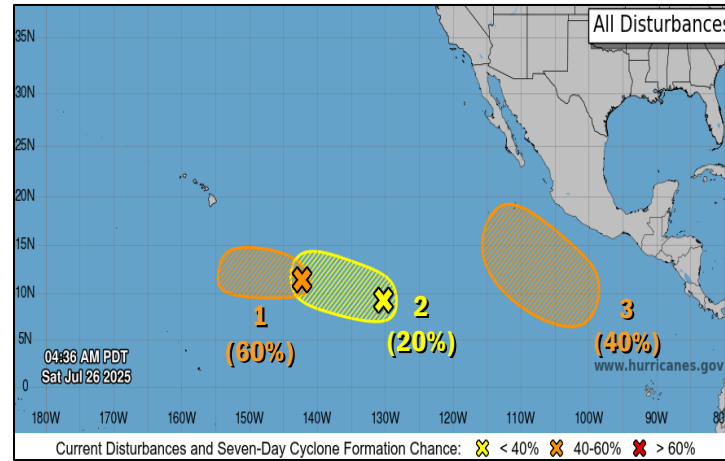 All Disturbances
35N
30N
25N
20N
15N
10N
5N
0
1
(60%)
2
(20%)
3
(40%)
04:36 AM PDT
Sat Jul 26 2025
www.hurricanes.gov
180W 170W 160W 150W 140W 130W 120W 110W 100W 90W 80W
Current Disturbances and Seven-Day Cyclone Formation Chance: < 40% 40-60% > 60%